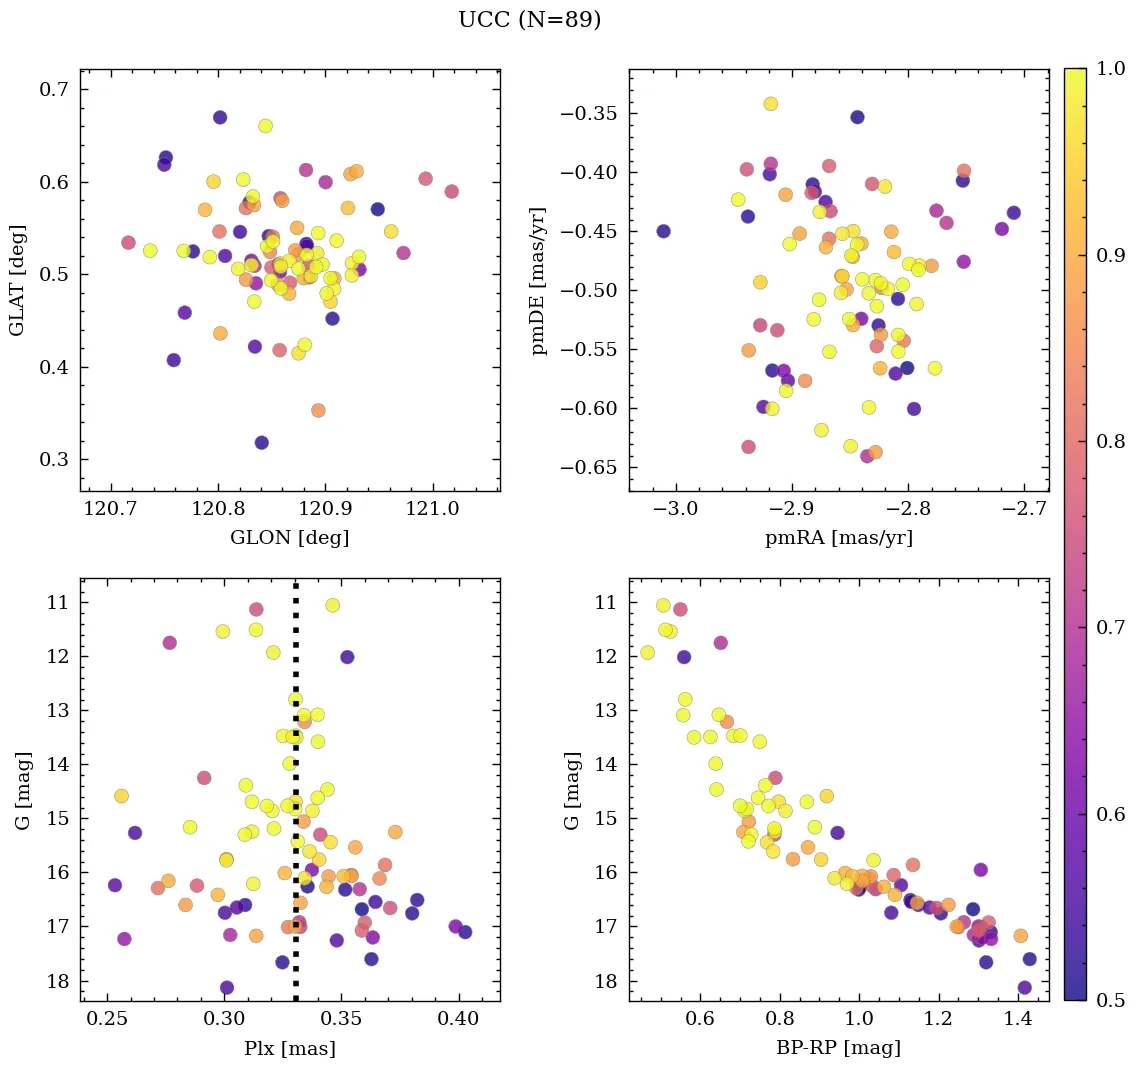 UCC (N=89)
0.7
0.6
0.5
0.4
0.3
GLAT [deg]
120.7 120.8 120.9 121.0
GLON [deg]
−0.35
−0.40
−0.45
−0.50
−0.55
−0.60
−0.65
pmDE [mas/yr]
−3.0 −2.9 −2.8 −2.7
pmRA [mas/yr]
11
12
13
14
15
16
17
18
G [mag]
0.25 0.30 0.35 0.40
Plx [mas]
11
12
13
14
15
16
17
18
G [mag]
0.6 0.8 1.0 1.2 1.4
BP-RP [mag]
1.0
0.9
0.8
0.7
0.6
0.5